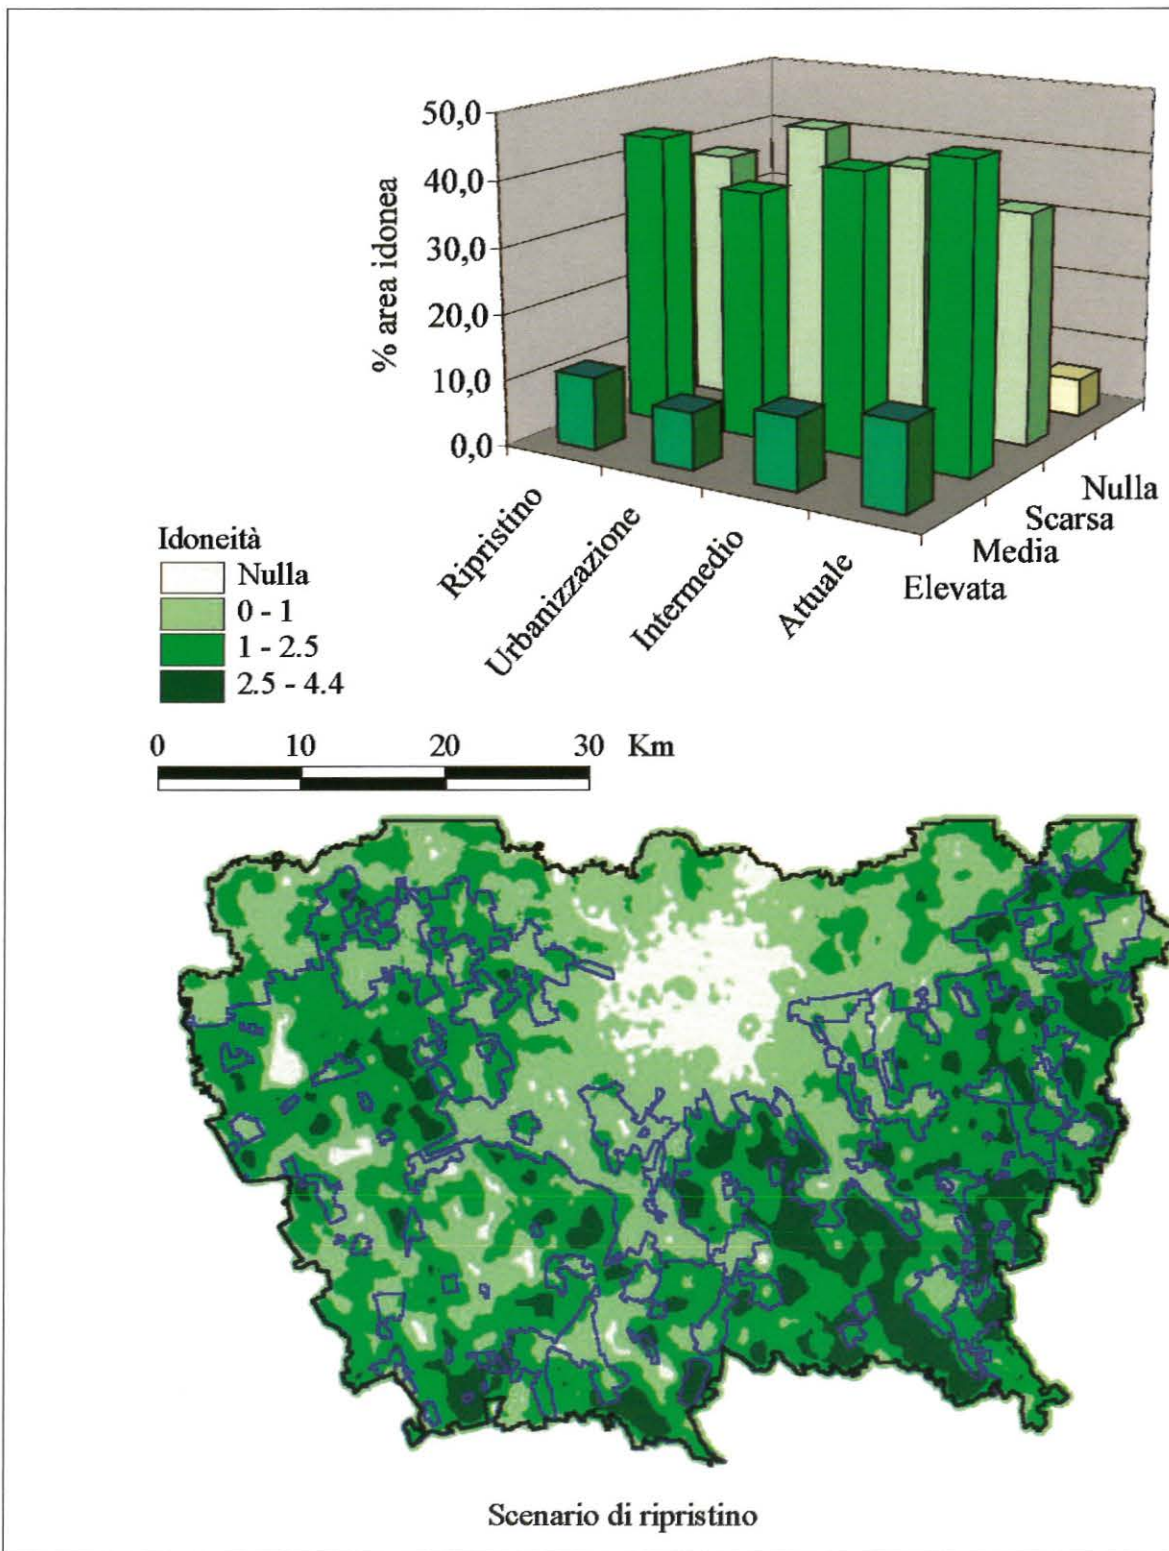 50,0
40,0
30,0
20,0
10,0
0,0
% area idonea
Ripristino
Urbanizzazione
Intermedio
Attuale
Elevata
Media
Scarsa
Nulla
Idoneità
Nulla
0 - 1
1 - 2.5
2.5 - 4.4
0 10 20 30 Km
Scenario di ripristino